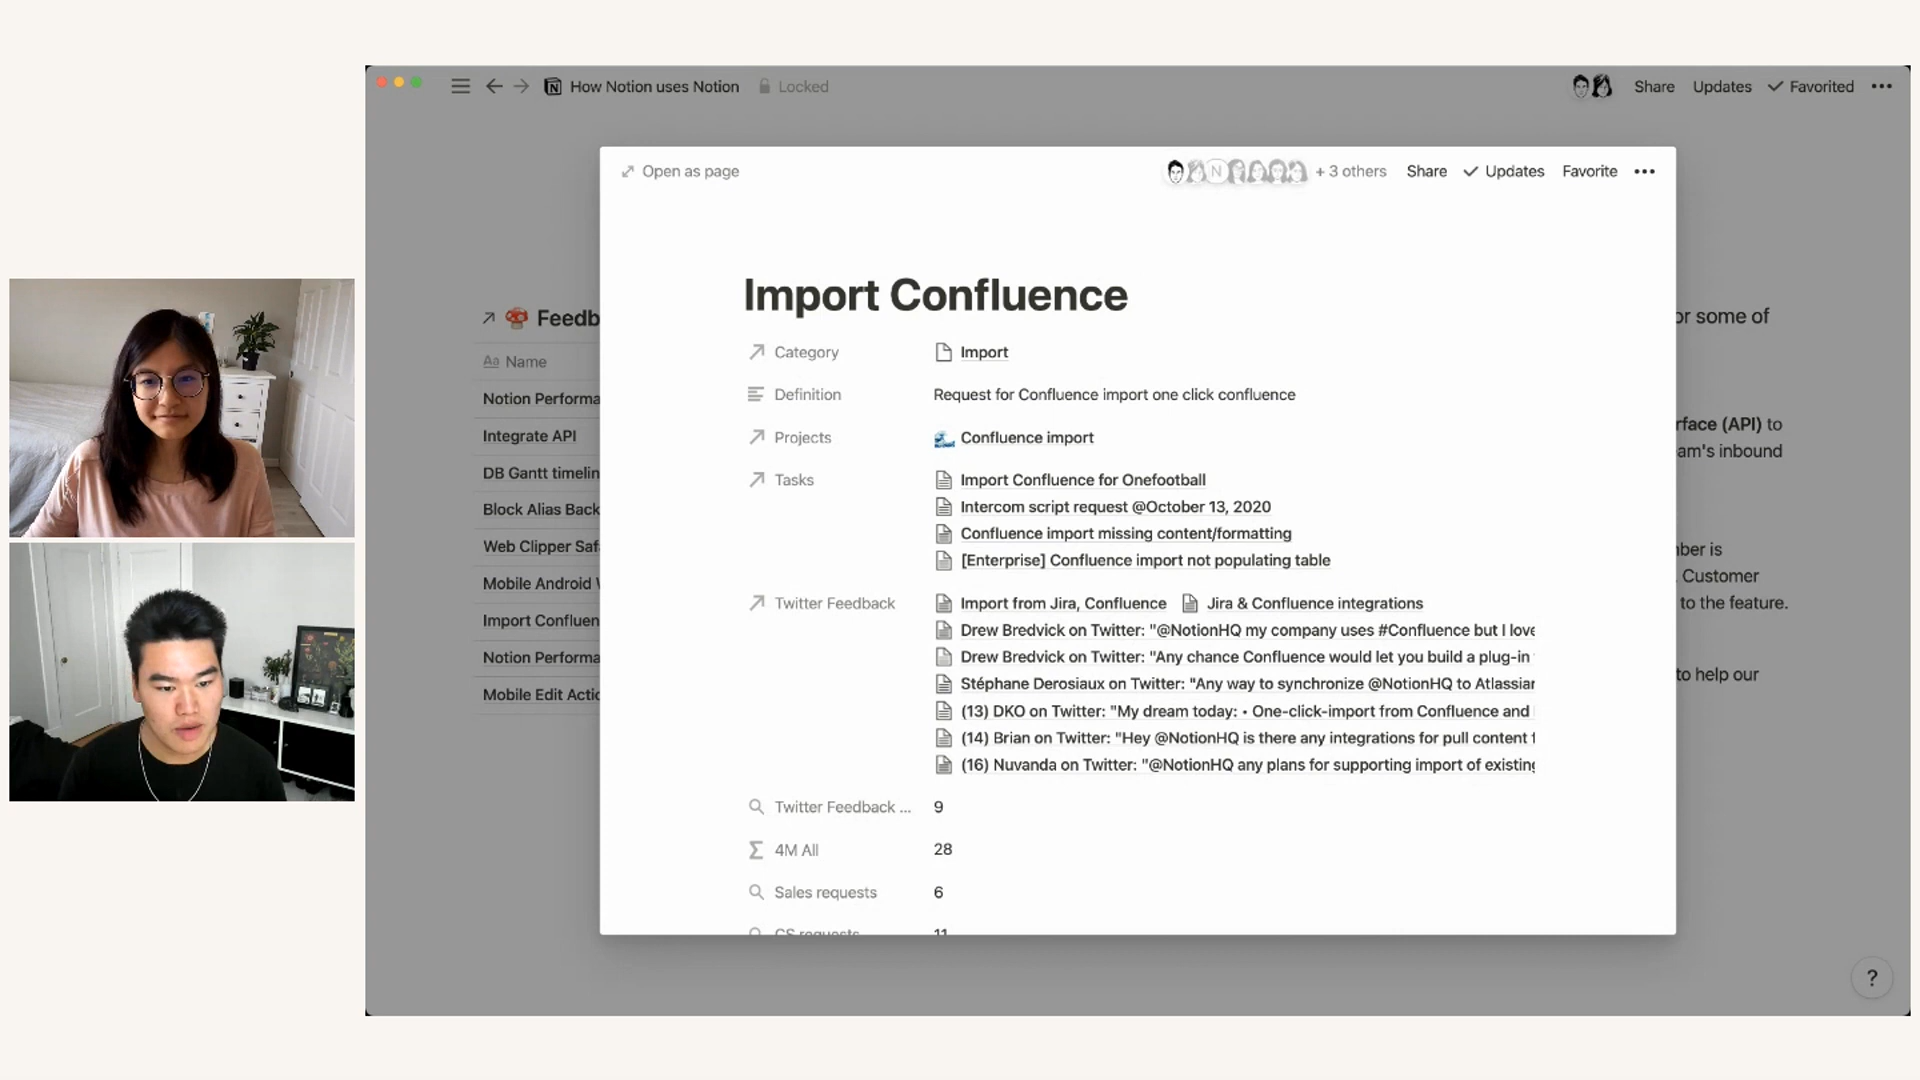 How Notion uses Notion Locked Share Updates Favorited
Open as page N + 3 others Share Updates Favorite
Import Confluence
Category Import
Definition Request for Confluence import one click confluence
Projects Confluence import
Tasks Import Confluence for Onefootball
Intercom script request @October 13, 2020
Confluence import missing content/formatting
[Enterprise] Confluence import not populating table
Twitter Feedback Import from Jira, Confluence Jira & Confluence integrations
Drew Bredvick on Twitter: "@NotionHQ my company uses #Confluence but I love
Drew Bredvick on Twitter: "Any chance Confluence would let you build a plug-in
Stéphane Derosiaux on Twitter: "Any way to synchronize @NotionHQ to Atlassian
(13) DKO on Twitter: "My dream today: • One-click-import from Confluence and
(14) Brian on Twitter: "Hey @NotionHQ is there any integrations for pull content
(16) Nuvanda on Twitter: "@NotionHQ any plans for supporting import of existing
Twitter Feedback ... 9
4M All 28
Sales requests 6
CS requests 11
Feedb
Aa Name
Notion Performa
Integrate API
DB Gantt timelin
Block Alias Back
Web Clipper Saf
Mobile Android
Import Confluen
Notion Performa
Mobile Edit Actio
or some of
rface (API) to
am's inbound
ber is
Customer
to the feature.
to help our
?